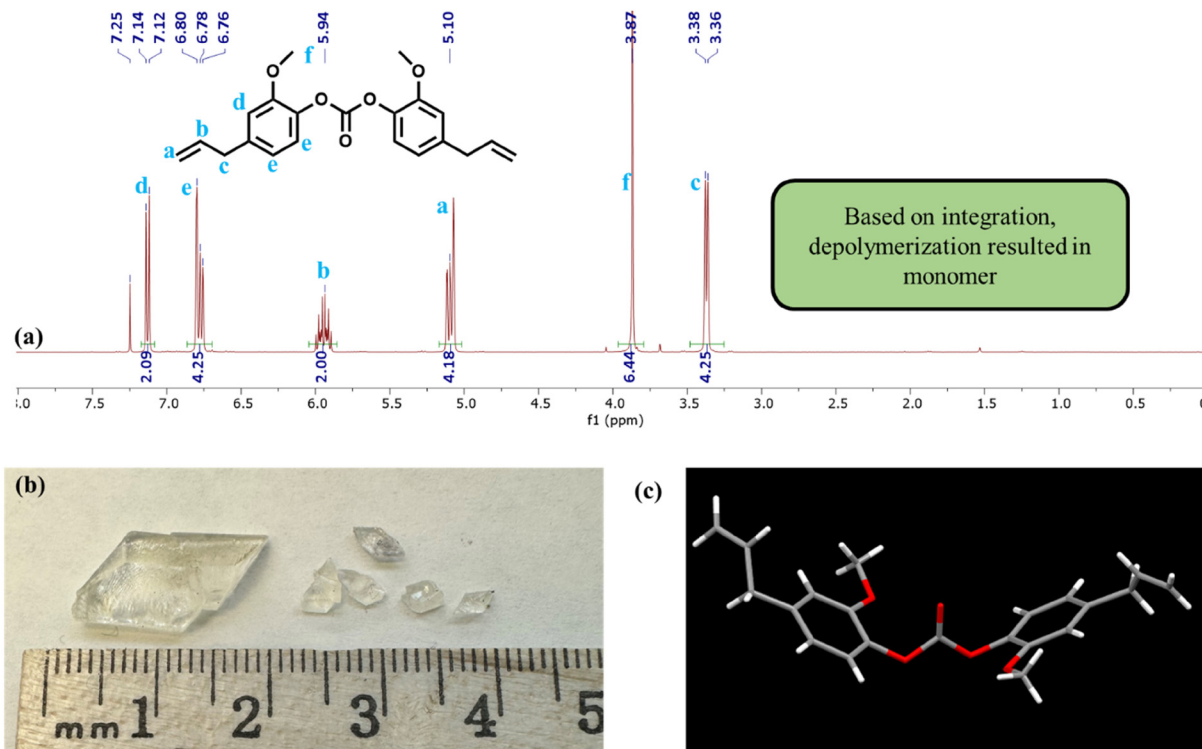 7.25
7.14
7.12
6.80
6.78
6.76
5.94
5.10
3.87
3.38
3.36
f
O
O
d
O
O
b
e
O
a
c
e
e
d
e
b
a
f
c
Based on integration,
depolymerization resulted in
monomer
(a)
2.09
4.25
2.00
4.18
6.44
4.25
8.0 7.5 7.0 6.5 6.0 5.5 5.0 4.5 4.0 3.5 3.0 2.5 2.0 1.5 1.0 0.5 0
f1 (ppm)
(b)
(c)
mm 1 2 3 4 5